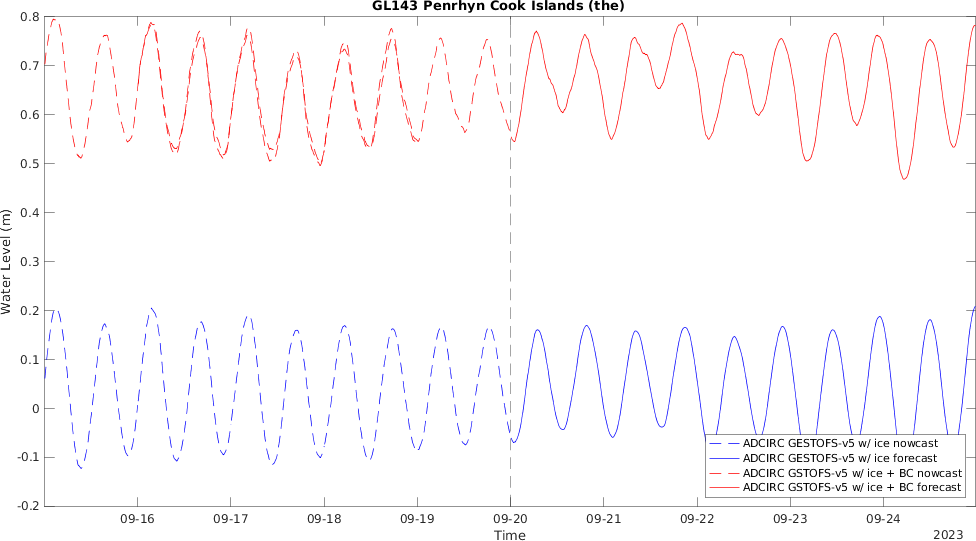 GL143 Penrhyn Cook Islands (the)
0.8
0.7
0.6
0.5
0.4
0.3
0.2
0.1
0
-0.1
-0.2
Water Level (m)
09-16 09-17 09-18 09-19 09-20 09-21 09-22 09-23 09-24
Time
2023
ADCIRC GESTOFS-v5 w/ ice nowcast
ADCIRC GESTOFS-v5 w/ ice forecast
ADCIRC GSTOFS-v5 w/ ice + BC nowcast
ADCIRC GSTOFS-v5 w/ ice + BC forecast